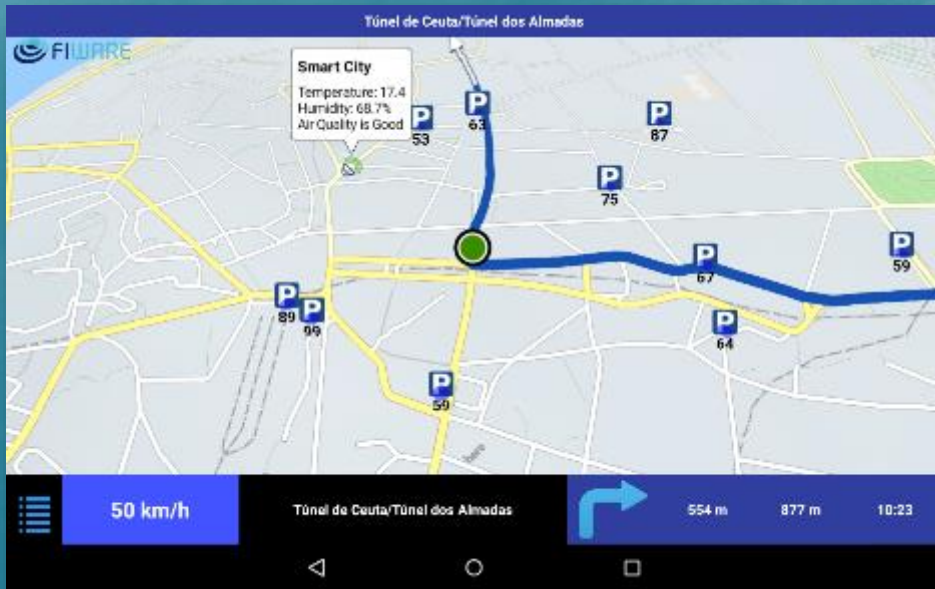 Túnel de Ceuta/Túnel dos Almadas
FIWARE
Smart City
Temperature: 17.4
Humidity: 68.7%
Air Quality is Good
P
63
P
53
P
87
P
75
P
67
P
59
P
89
P
99
P
64
P
59
here
50 km/h
Túnel de Ceuta/Túnel dos Almadas
554 m
877 m
10:23